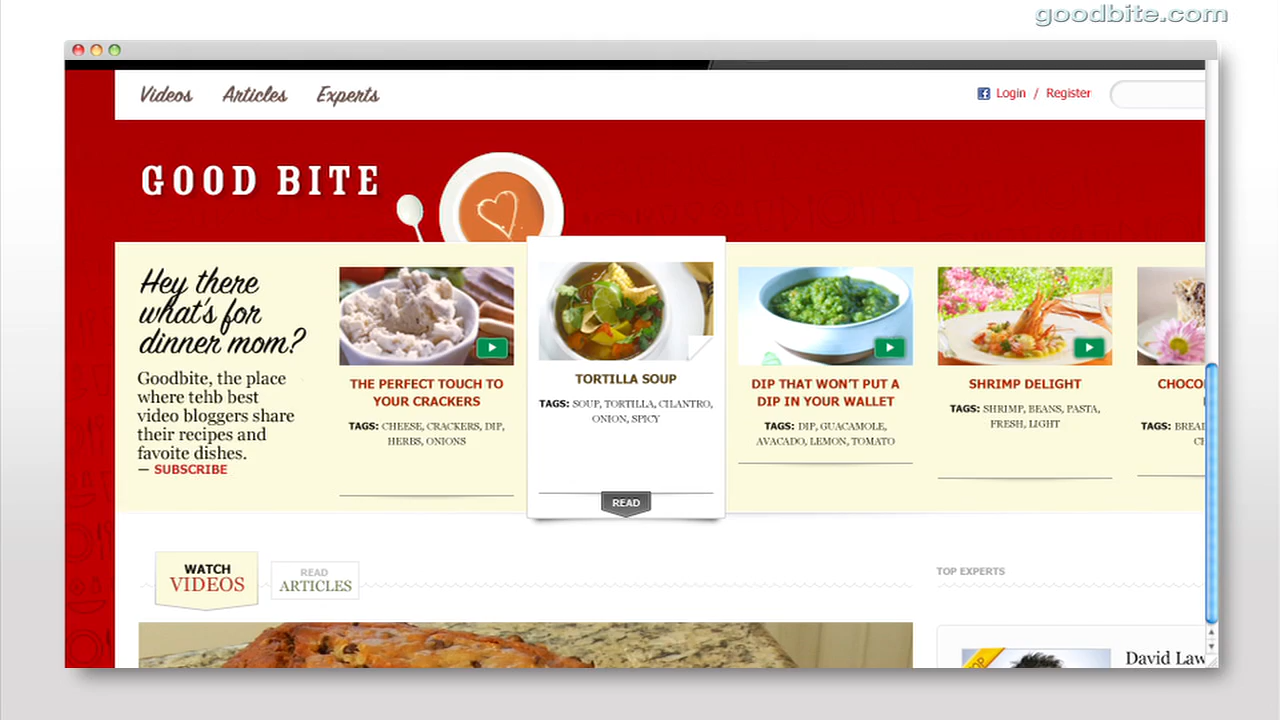 goodbite.com
Videos Articles Experts
Login / Register
GOOD BITE
Hey there
what's for
dinner mom?
Goodbite, the place
where tehb best
video bloggers share
their recipes and
favoite dishes.
— SUBSCRIBE
THE PERFECT TOUCH TO
YOUR CRACKERS
TAGS: CHEESE, CRACKERS, DIP,
HERBS, ONIONS
TORTILLA SOUP
TAGS: SOUP, TORTILLA, CILANTRO,
ONION, SPICY
READ
DIP THAT WON'T PUT A
DIP IN YOUR WALLET
TAGS: DIP, GUACAMOLE,
AVACADO, LEMON, TOMATO
SHRIMP DELIGHT
TAGS: SHRIMP, BEANS, PASTA,
FRESH, LIGHT
CHOCO
TAGS: BREA
WATCH
VIDEOS
READ
ARTICLES
TOP EXPERTS
TOP
David Law